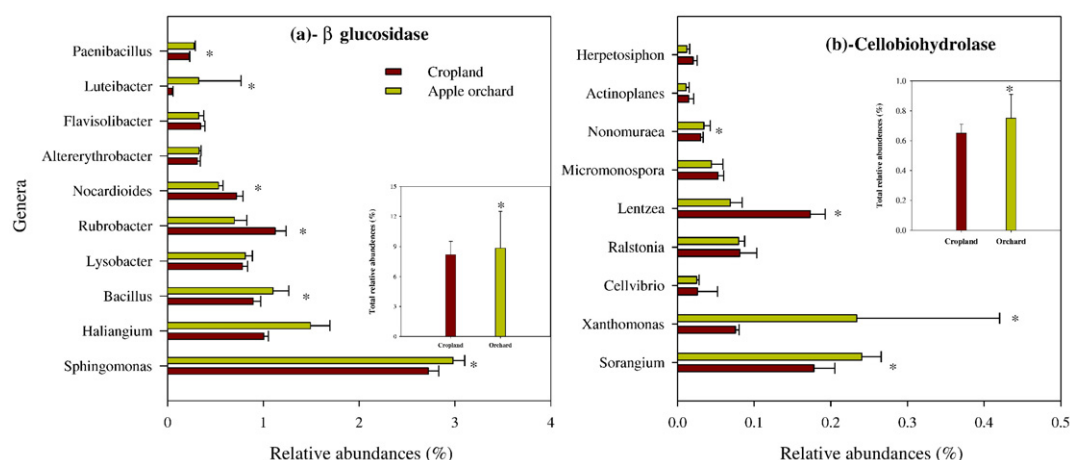 (a)- β glucosidase
Cropland
Apple orchard
Genera
Paenibacillus
*
Luteibacter
*
Flavisolibacter
Altererythrobacter
Nocardioides
*
Rubrobacter
*
Lysobacter
Bacillus
*
Haliangium
Sphingomonas
*
0 1 2 3 4
Relative abundances (%)
Total relative abundences (%)
15
12
9
6
3
0
*
Cropland Orchard
(b)-Cellobiohydrolase
Herpetosiphon
Actinoplanes
Nonomuraea
*
Micromonospora
Lentzea
*
Ralstonia
Cellvibrio
Xanthomonas
*
Sorangium
*
0.0 0.1 0.2 0.3 0.4 0.5
Relative abundances (%)
Total relative abundences (%)
1.0
0.8
0.6
0.4
0.2
0.0
*
Cropland Orchard